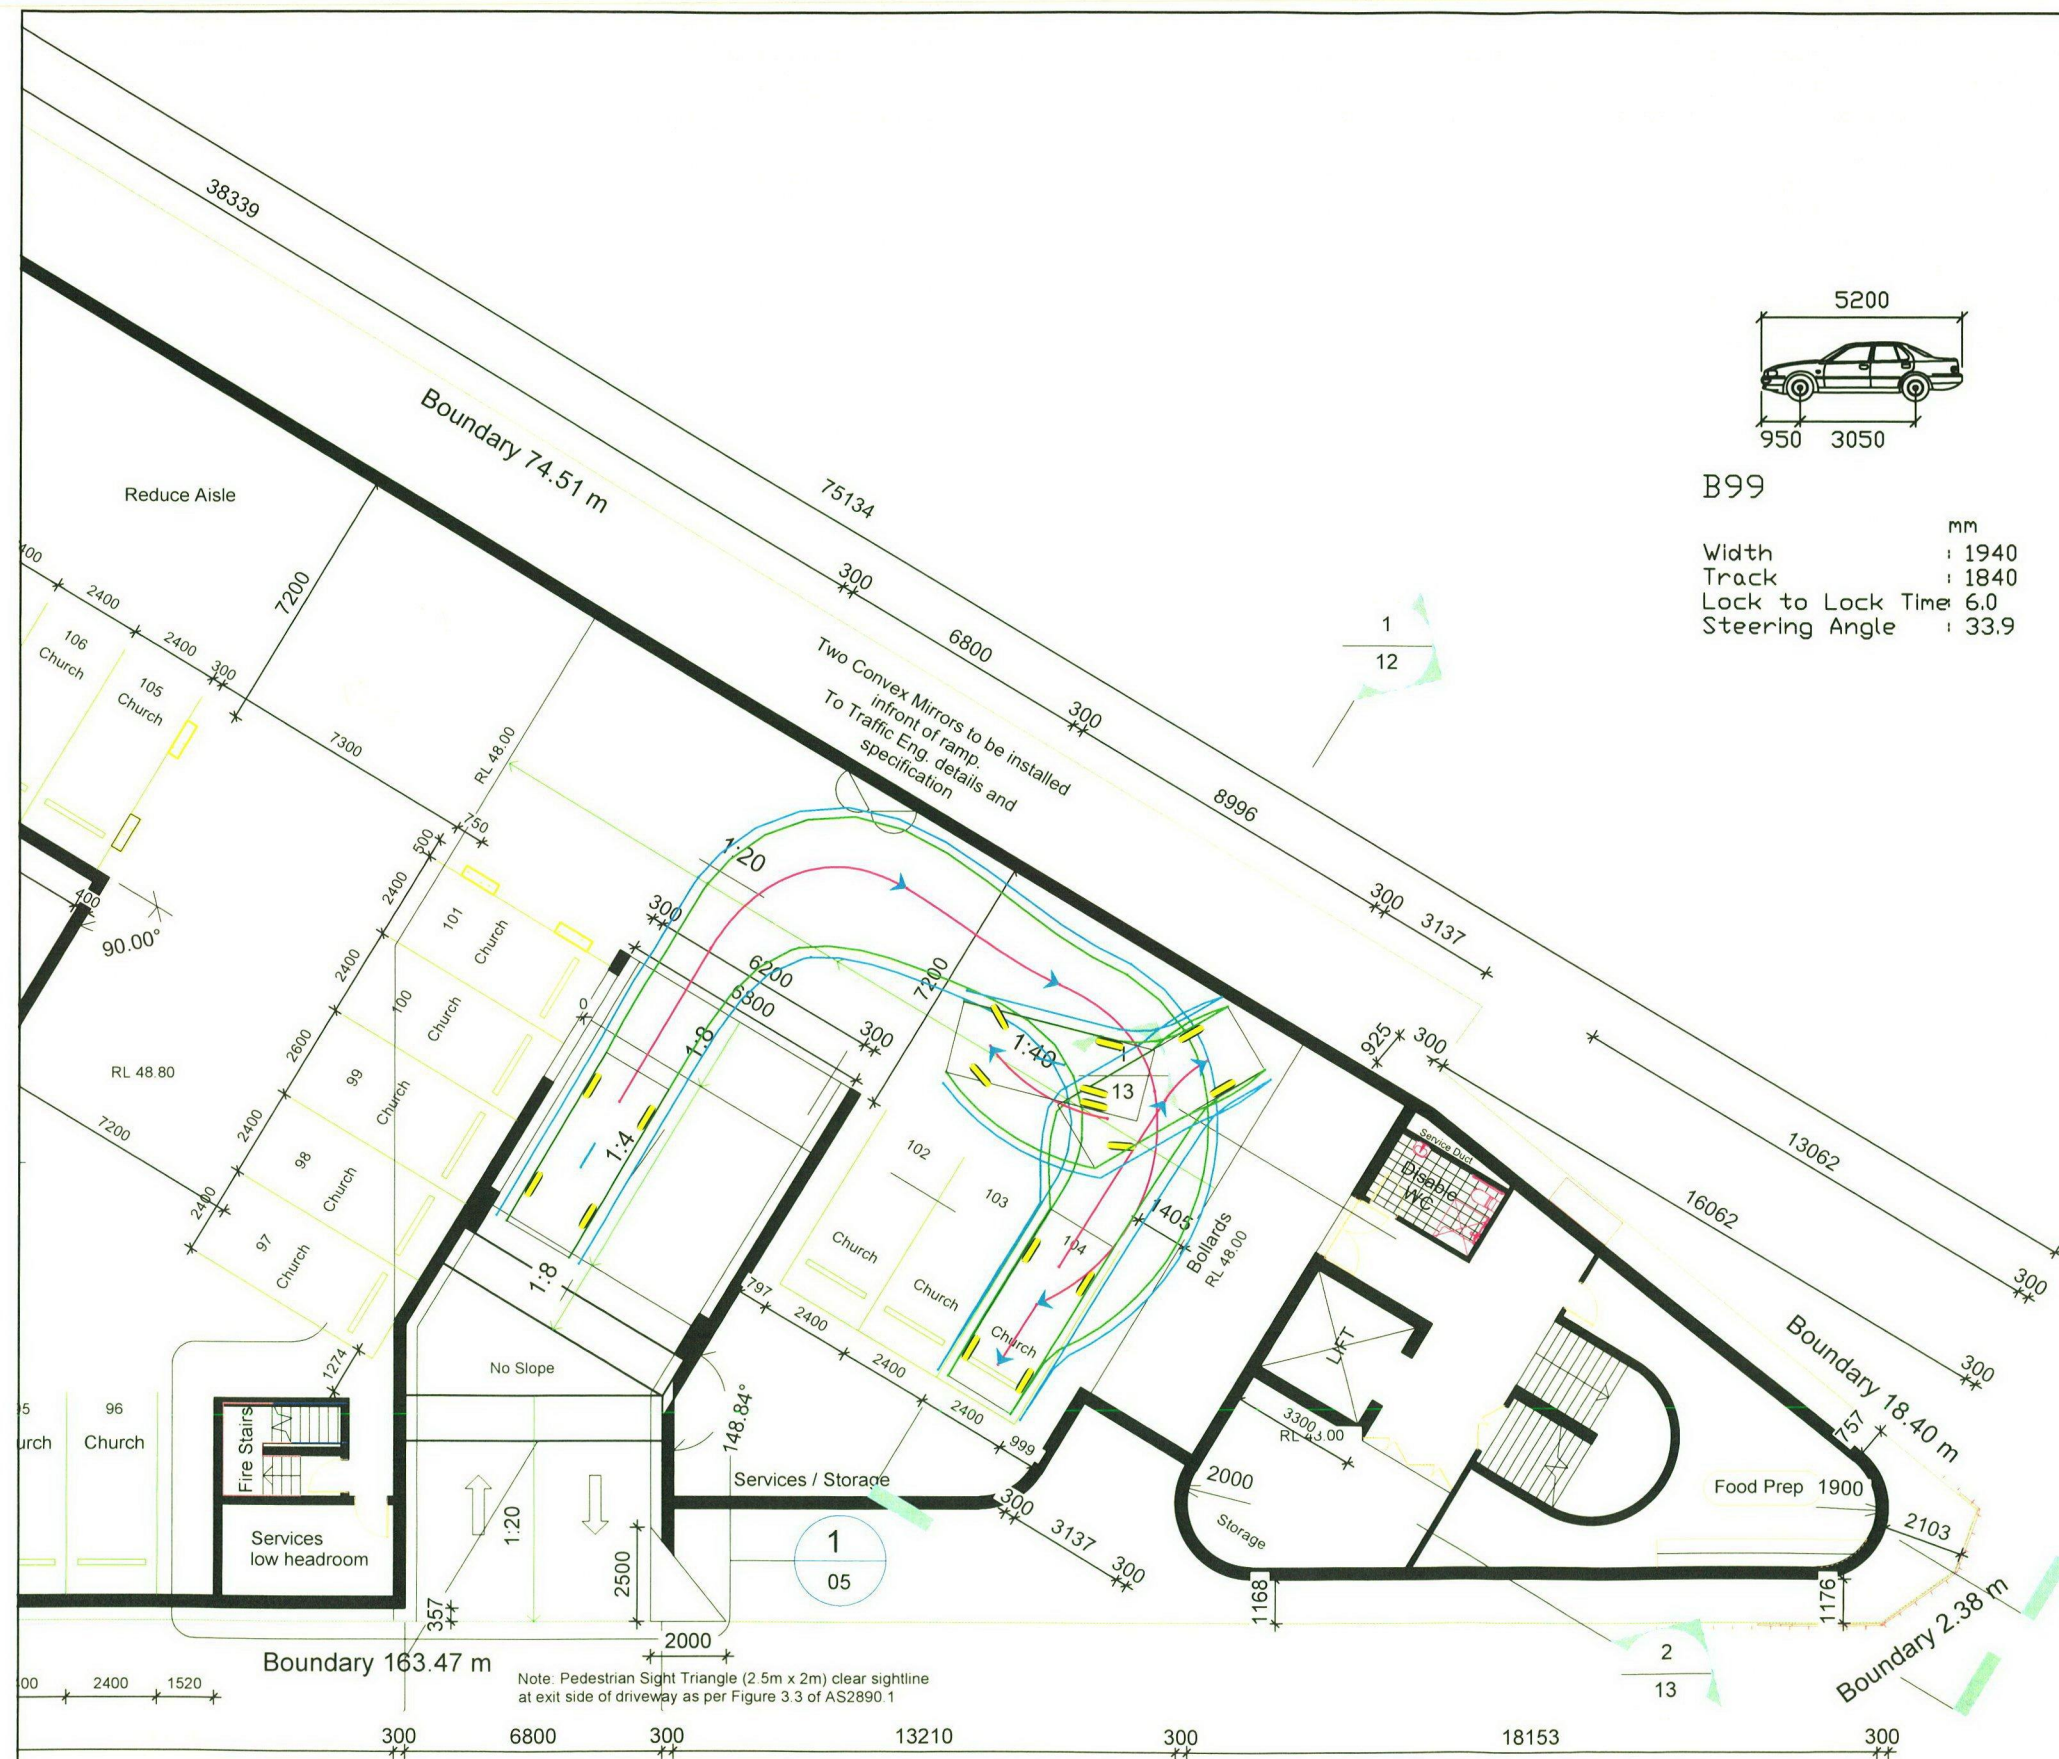 38339
75134
Boundary 74.51 m
300
6800
300
8996
300
3137
5200
950
3050
B99
mm
Width : 1940
Track : 1840
Lock to Lock Time: 6.0
Steering Angle : 33.9
1
12
Two Convex Mirrors to be installed
infront of ramp.
To Traffic Eng. details and
specification
Reduce Aisle
7200
400
2400
2400
300
106
Church
105
Church
7300
RL 48.00
500
750
2400
2400
2600
2400
2400
400
90.00°
RL 48.80
7200
101
Church
100
Church
99
Church
98
Church
97
Church
1:20
300
6200
6800
300
7200
0
1:8
1:4
1:8
1:40
1
13
102
103
104
Church
Church
Church
797
2400
2400
2400
999
1405
Bollards
RL 48.00
925
300
13062
16062
300
300
Service Duct
Disable
WC
LIFT
3300
RL 43.00
2000
Storage
Boundary 18.40 m
757
Food Prep
1900
2103
1274
95
urch
96
Church
Fire Stairs
Services
low headroom
No Slope
148.84°
1:20
2500
357
2000
Services / Storage
1
05
300
3137
300
1168
1176
Boundary 2.38 m
2
13
Boundary 163.47 m
Note: Pedestrian Sight Triangle (2.5m x 2m) clear sightline
at exit side of driveway as per Figure 3.3 of AS2890.1
2400
1520
300
6800
300
13210
300
18153
300